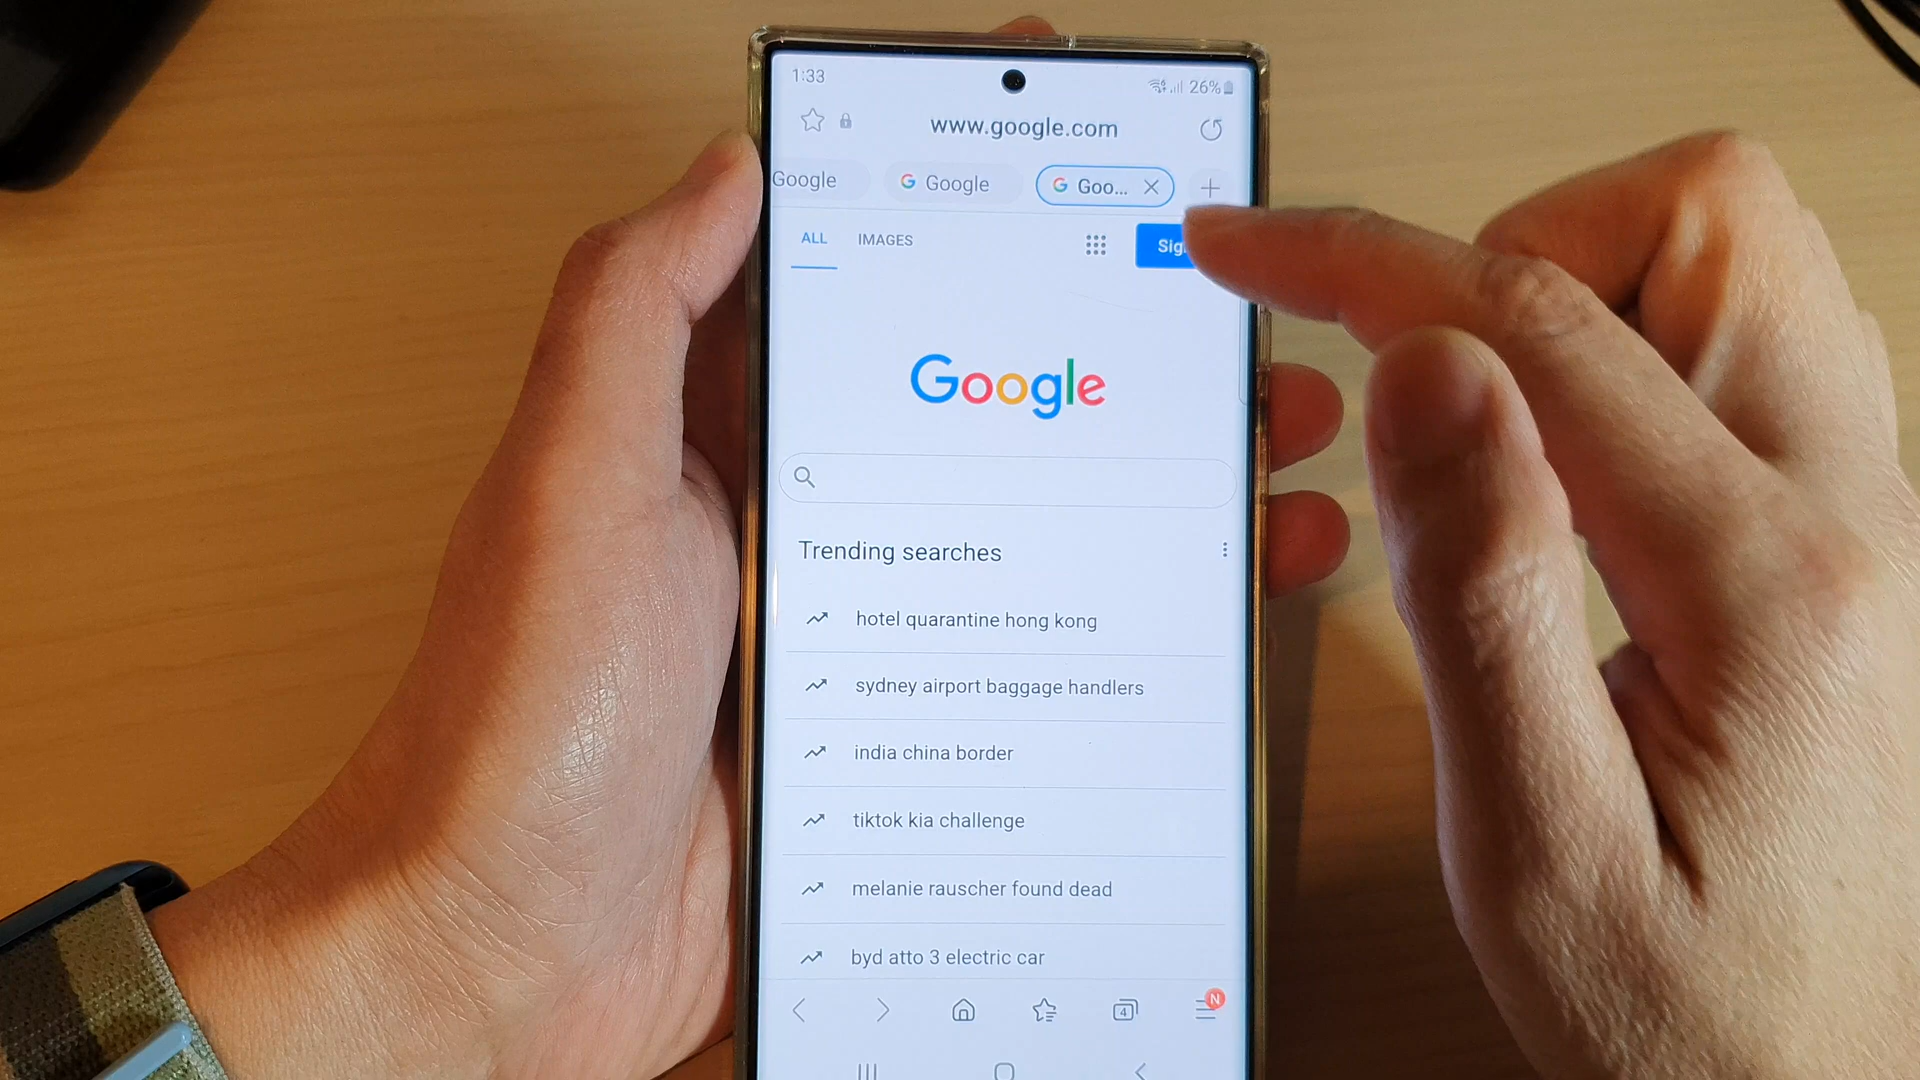 1:33
26%
www.google.com
Google
Google
Goo...
ALL IMAGES
Google
Trending searches
hotel quarantine hong kong
sydney airport baggage handlers
india china border
tiktok kia challenge
melanie rauscher found dead
byd atto 3 electric car
4
N